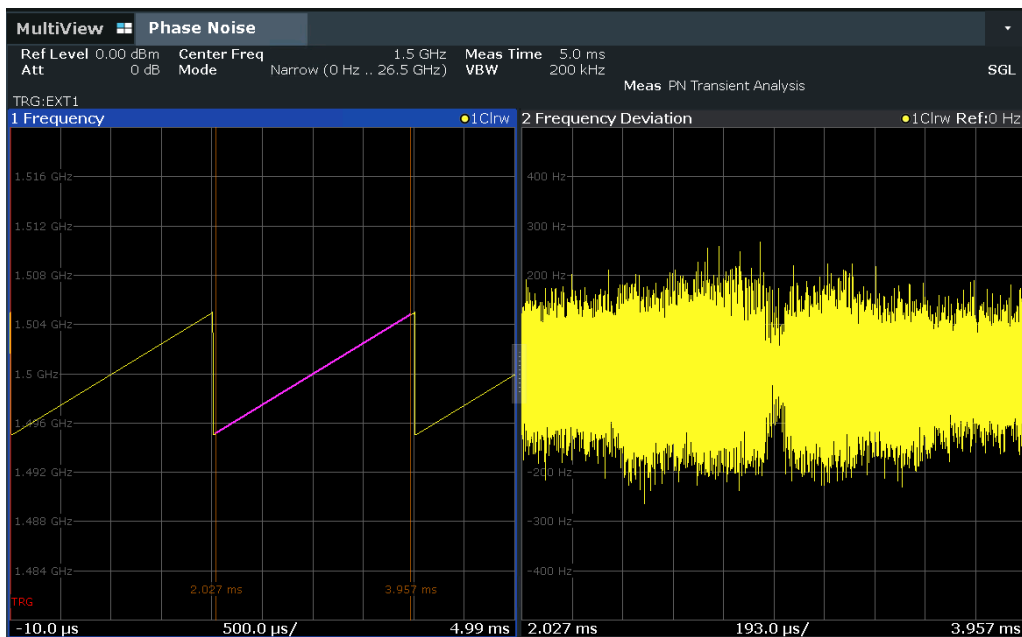 MultiView Phase Noise
Ref Level 0.00 dBm Center Freq 1.5 GHz Meas Time 5.0 ms
Att 0 dB Mode Narrow (0 Hz .. 26.5 GHz) VBW 200 kHz SGL
Meas PN Transient Analysis
TRG:EXT1
1 Frequency 1Clrw
1.516 GHz
1.512 GHz
1.508 GHz
1.504 GHz
1.5 GHz
1.496 GHz
1.492 GHz
1.488 GHz
1.484 GHz
2.027 ms 3.957 ms
TRG
-10.0 µs 500.0 µs/ 4.99 ms
2 Frequency Deviation 1Clrw Ref:0 Hz
400 Hz
300 Hz
200 Hz
-200 Hz
-300 Hz
-400 Hz
2.027 ms 193.0 µs/ 3.957 ms